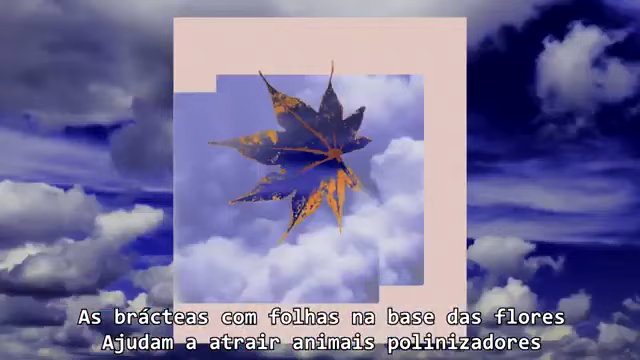 As brácteas com folhas na base das flores
Ajudam a atrair animais polinizadores